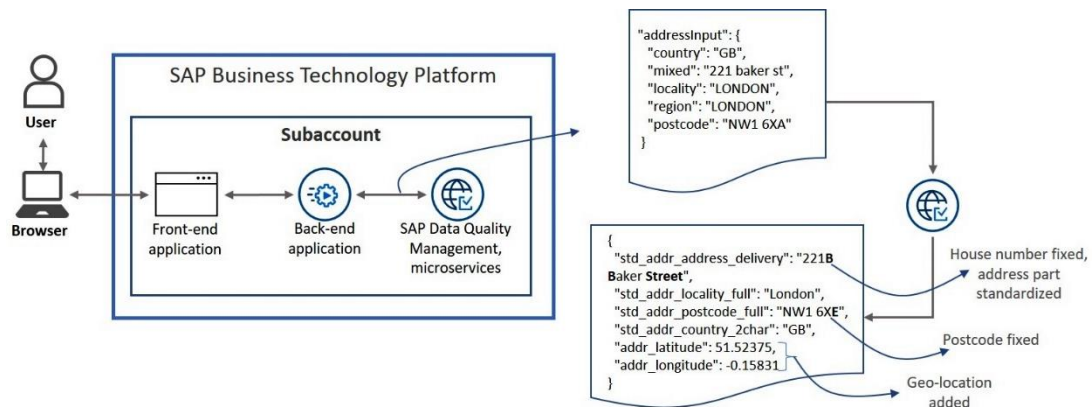 SAP Business Technology Platform
Subaccount
User
Browser
Front-end
application
Back-end
application
SAP Data Quality
Management,
microservices
"addressInput": {
"country": "GB",
"mixed": "221 baker st",
"locality": "LONDON",
"region": "LONDON",
"postcode": "NW1 6XA"
}
{
"std_addr_address_delivery": "221B
Baker Street",
"std_addr_locality_full": "London",
"std_addr_postcode_full": "NW1 6XE",
"std_addr_country_2char": "GB",
"addr_latitude": 51.52375,
"addr_longitude": -0.15831
}
House number fixed,
address part
standardized
Postcode fixed
Geo-location
added